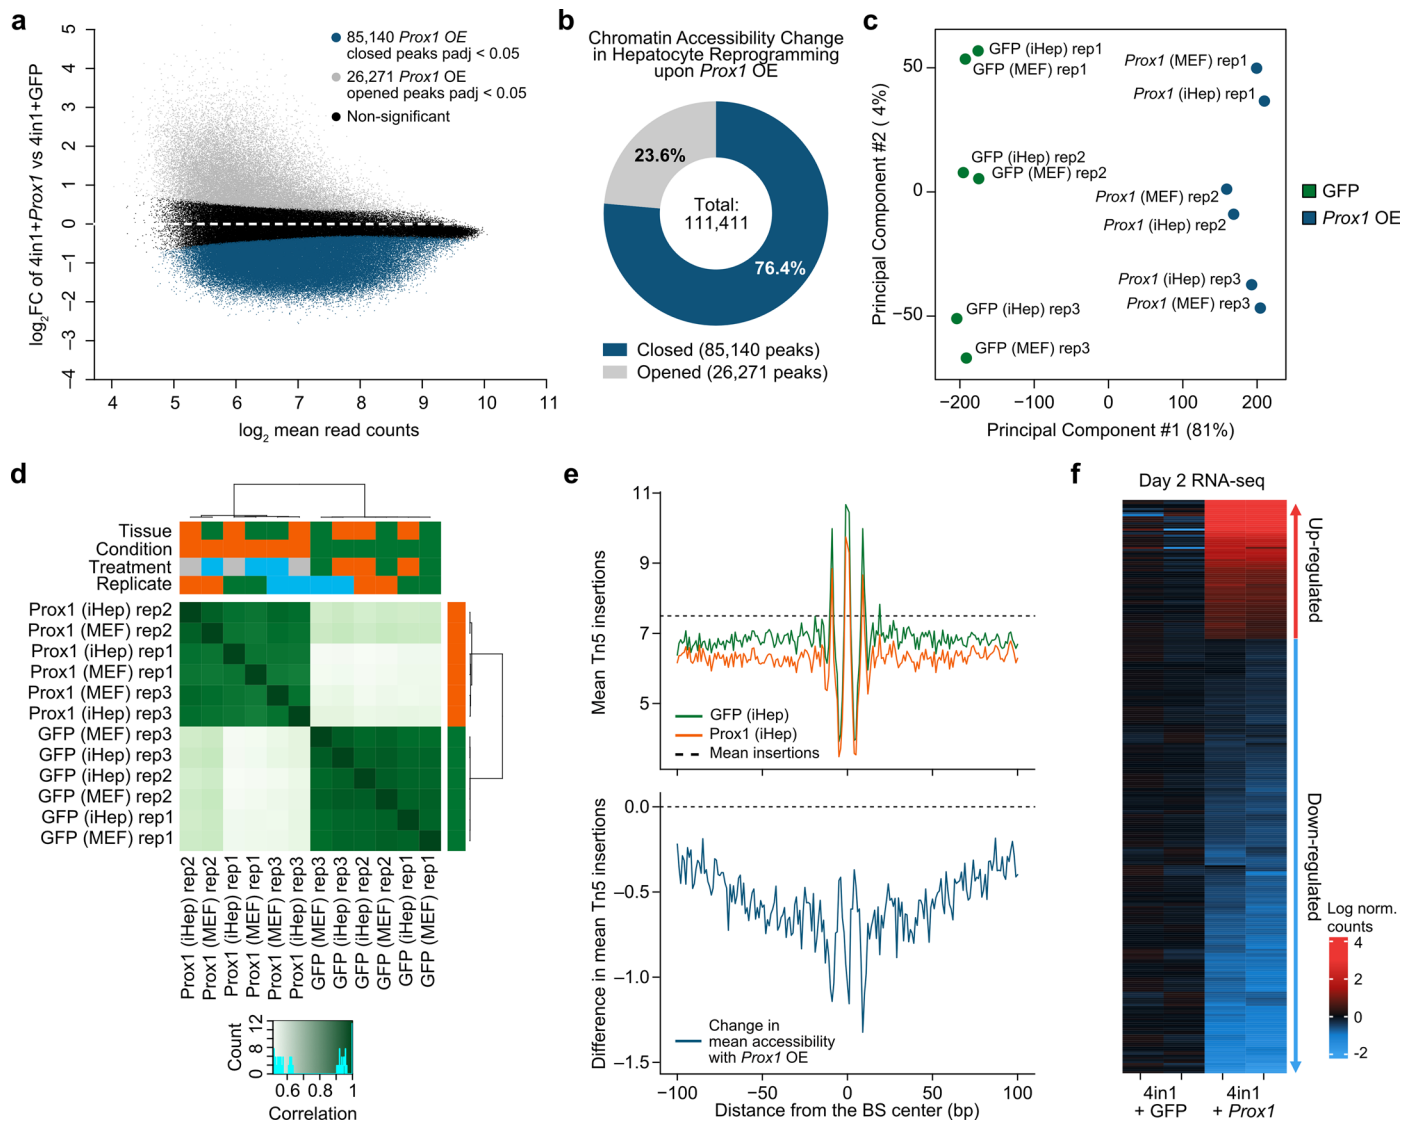 a
5
4
3
2
1
0
−1
−2
−3
−4
log2FC of 4in1+Prox1 vs 4in1+GFP
85,140 Prox1 OE
closed peaks padj < 0.05
26,271 Prox1 OE
opened peaks padj < 0.05
Non-significant
4 5 6 7 8 9 10 11
log2 mean read counts
b
Chromatin Accessibility Change
in Hepatocyte Reprogramming
upon Prox1 OE
23.6%
Total:
111,411
76.4%
Closed (85,140 peaks)
Opened (26,271 peaks)
c
Principal Component #2 ( 4%)
50
0
−50
GFP (iHep) rep1
GFP (MEF) rep1
Prox1 (MEF) rep1
Prox1 (iHep) rep1
GFP (iHep) rep2
GFP (MEF) rep2
Prox1 (MEF) rep2
Prox1 (iHep) rep2
Prox1 (iHep) rep3
Prox1 (MEF) rep3
GFP (iHep) rep3
GFP (MEF) rep3
−200 −100 0 100 200
Principal Component #1 (81%)
GFP
Prox1 OE
d
Tissue
Condition
Treatment
Replicate
Prox1 (iHep) rep2
Prox1 (MEF) rep2
Prox1 (iHep) rep1
Prox1 (MEF) rep1
Prox1 (MEF) rep3
Prox1 (iHep) rep3
GFP (MEF) rep3
GFP (iHep) rep3
GFP (iHep) rep2
GFP (MEF) rep2
GFP (iHep) rep1
GFP (MEF) rep1
Prox1 (iHep) rep2
Prox1 (MEF) rep2
Prox1 (iHep) rep1
Prox1 (MEF) rep1
Prox1 (MEF) rep3
Prox1 (iHep) rep3
GFP (MEF) rep3
GFP (iHep) rep3
GFP (iHep) rep2
GFP (MEF) rep2
GFP (iHep) rep1
GFP (MEF) rep1
Count
12
8
4
0
0.6 0.8 1
Correlation
e
Mean Tn5 insertions
11
9
7
5
GFP (iHep)
Prox1 (iHep)
Mean insertions
Difference in mean Tn5 insertions
0.0
−0.5
−1.0
−1.5
Change in
mean accessibility
with Prox1 OE
−100 −50 0 50 100
Distance from the BS center (bp)
f
Day 2 RNA-seq
Up-regulated
Down-regulated
Log norm.
counts
4
2
0
-2
4in1
+ GFP
4in1
+ Prox1